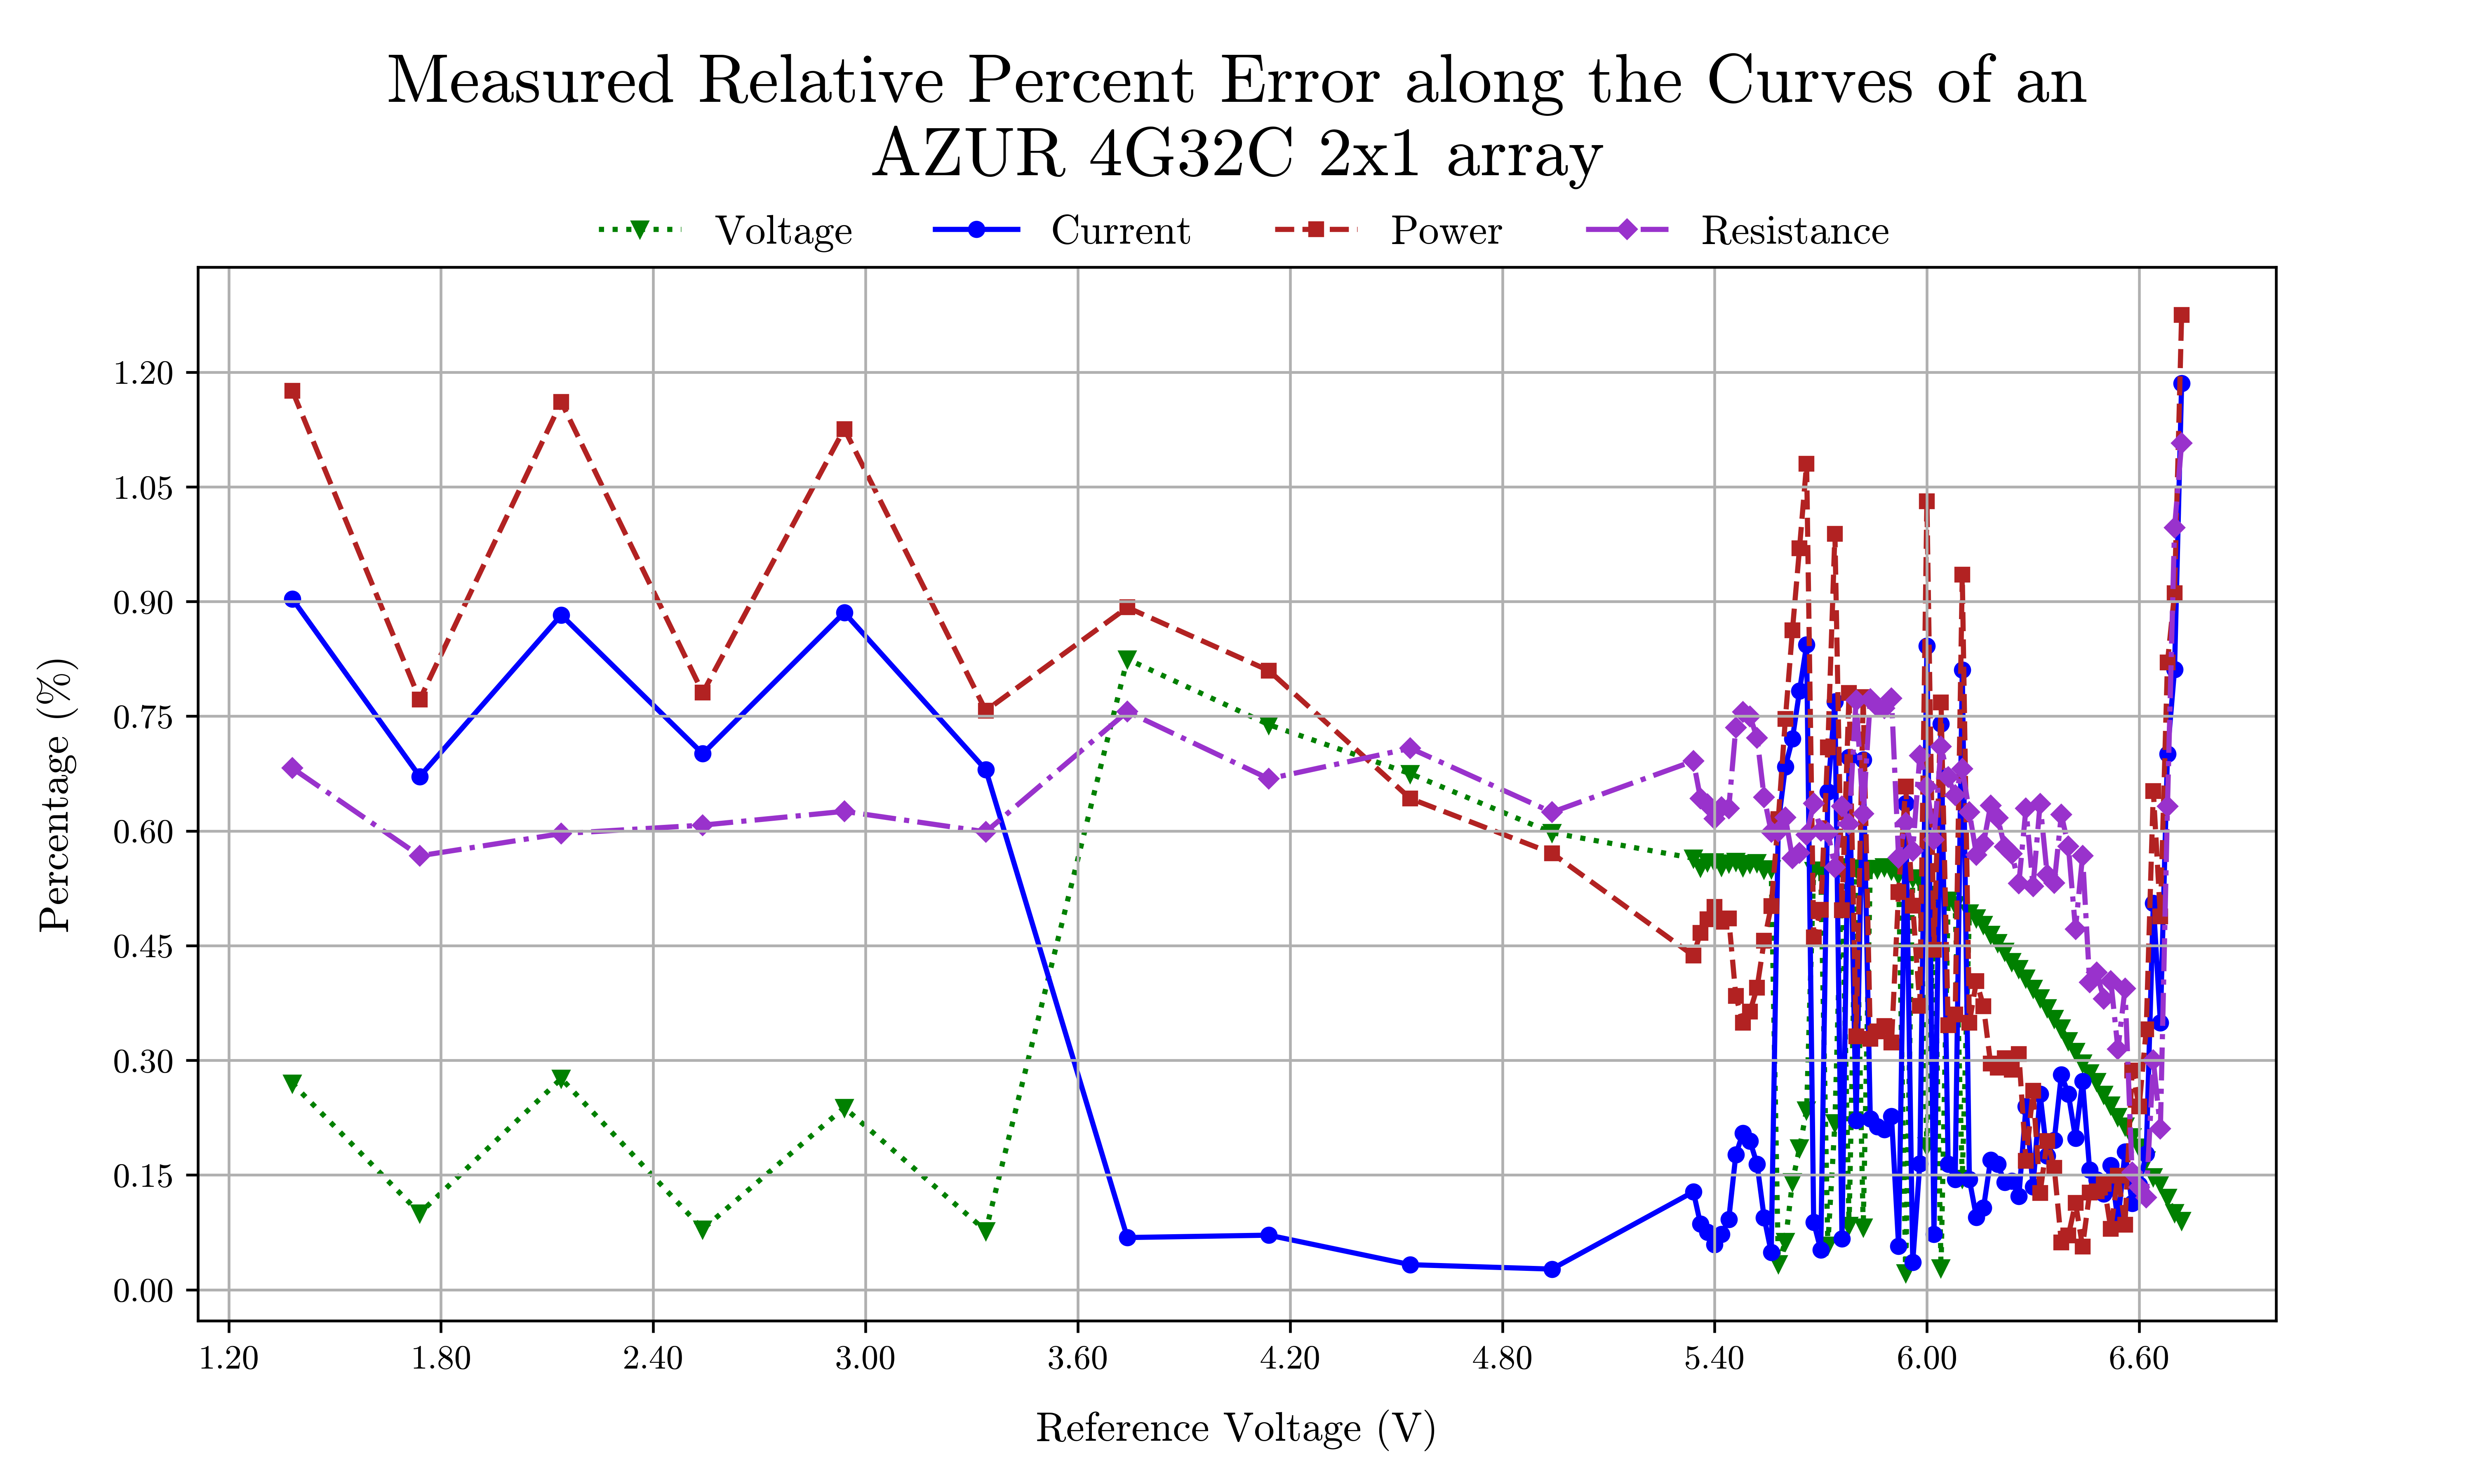 Measured Relative Percent Error along the Curves of an
AZUR 4G32C 2x1 array
Voltage Current Power Resistance
1.20
1.05
0.90
0.75
0.60
0.45
0.30
0.15
0.00
Percentage (%)
1.20 1.80 2.40 3.00 3.60 4.20 4.80 5.40 6.00 6.60
Reference Voltage (V)